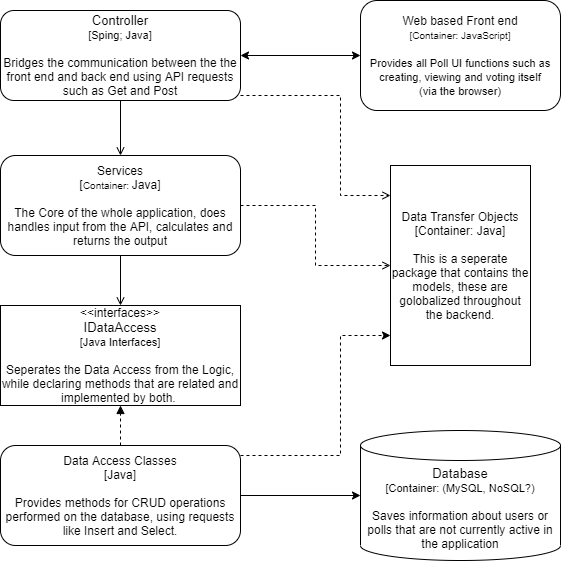 Controller
[Sping; Java]
Bridges the communication between the the
front end and back end using API requests
such as Get and Post
Web based Front end
[Container: JavaScript]
Provides all Poll UI functions such as
creating, viewing and voting itself
(via the browser)
Services
[Container: Java]
The Core of the whole application, does
handles input from the API, calculates and
returns the output
Data Transfer Objects
[Container: Java]
This is a seperate
package that contains the
models, these are
golobalized throughout
the backend.
<<interfaces>>
IDataAccess
[Java Interfaces]
Seperates the Data Access from the Logic,
while declaring methods that are related and
implemented by both.
Data Access Classes
[Java]
Provides methods for CRUD operations
performed on the database, using requests
like Insert and Select.
Database
[Container: (MySQL, NoSQL?)
Saves information about users or
polls that are not currently active in
the application